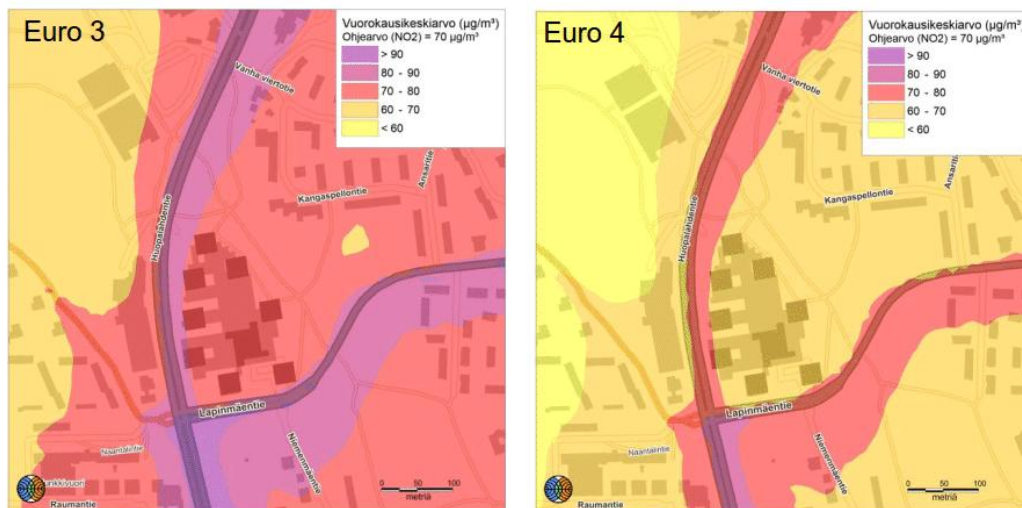 Euro 3
Vuorokausikeskiarvo (µg/m³)
Ohjearvo (NO2) = 70 µg/m³
> 90
80 - 90
70 - 80
60 - 70
< 60
Vanha viertotie
Ansaritie
Kangaspellontie
Huopalahdentie
Lapinmäentie
Naantalintie
Niemenmäentie
Raumantie
0 50 100
metriä
Euro 4
Vuorokausikeskiarvo (µg/m³)
Ohjearvo (NO2) = 70 µg/m³
> 90
80 - 90
70 - 80
60 - 70
< 60
Vanha viertotie
Ansaritie
Kangaspellontie
Huopalahdentie
Lapinmäentie
Naantalintie
Niemenmäentie
Raumantie
0 50 100
metriä